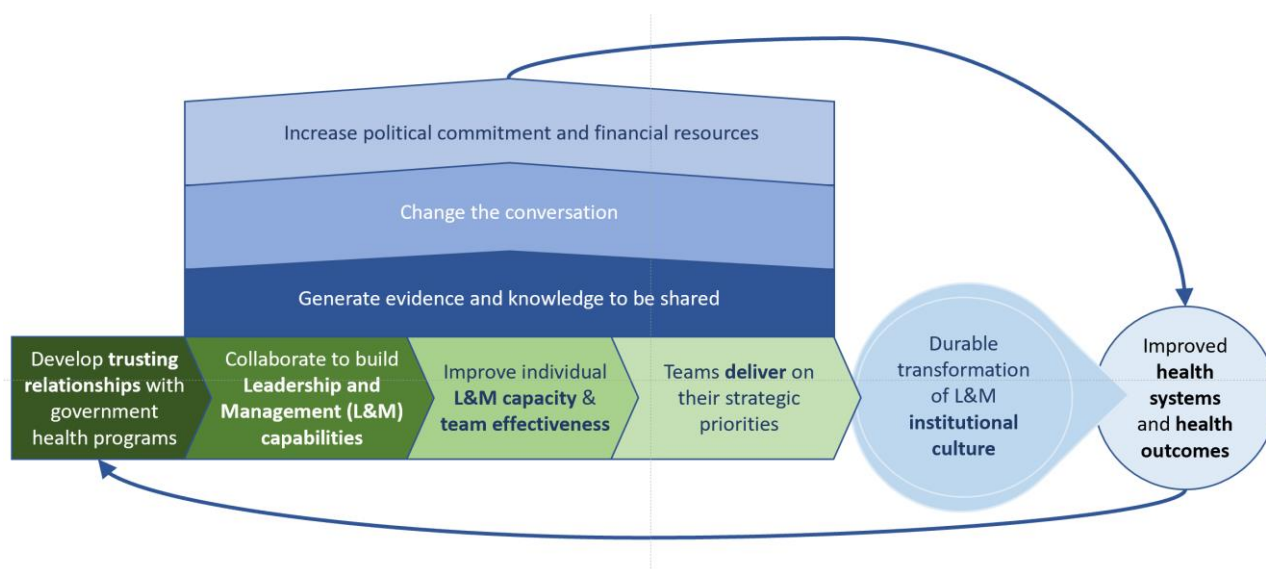 Increase political commitment and financial resources
Change the conversation
Generate evidence and knowledge to be shared
Develop trusting
relationships with
government
health programs
Collaborate to build
Leadership and
Management (L&M)
capabilities
Improve individual
L&M capacity &
team effectiveness
Teams deliver on
their strategic
priorities
Durable
transformation
of L&M
institutional
culture
Improved
health
systems
and health
outcomes